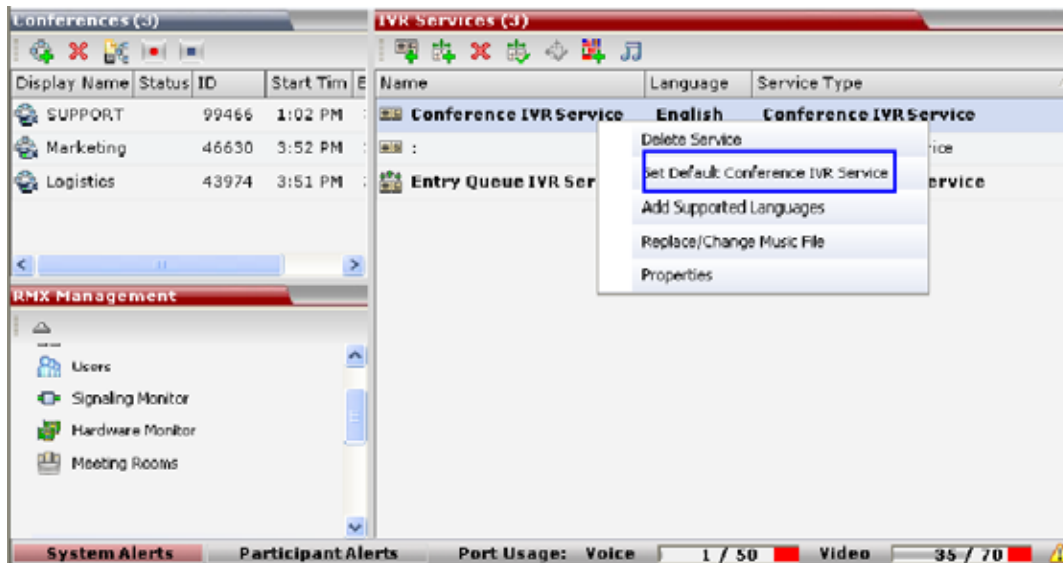 Conferences (3)
Display Name Status ID Start Tim E
SUPPORT 99466 1:02 PM
Marketing 46630 3:52 PM
Logistics 43974 3:51 PM
RMX Management
Users
Signaling Monitor
Hardware Monitor
Meeting Rooms
IVR Services (3)
Name Language Service Type
Conference IVR Service English Conference IVR Service
: ice
Entry Queue IVR Ser ervice
Delete Service
Set Default Conference IVR Service
Add Supported Languages
Replace/Change Music File
Properties
System Alerts Participant Alerts Port Usage: Voice 1 / 50 Video 35 / 70